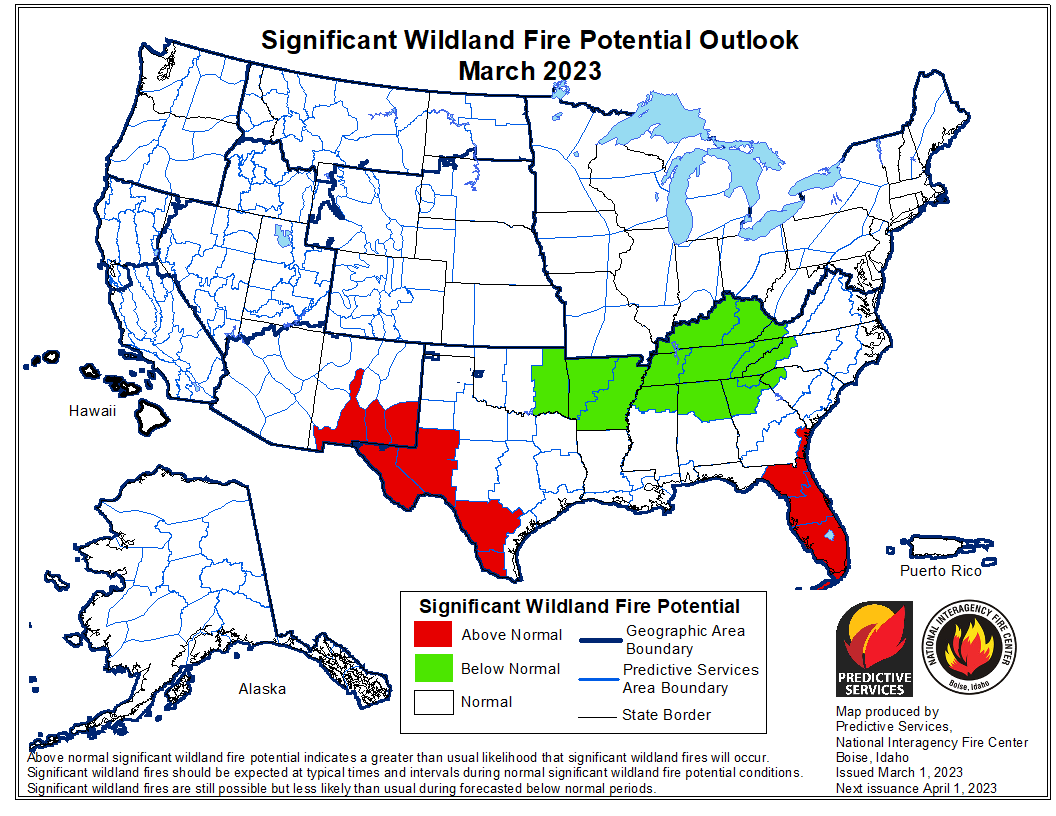 Significant Wildland Fire Potential Outlook
March 2023
Hawaii
Alaska
Puerto Rico
Significant Wildland Fire Potential
Above Normal
Below Normal
Normal
Geographic Area
Boundary
Predictive Services
Area Boundary
State Border
PREDICTIVE
SERVICES
NATIONAL INTERAGENCY FIRE CENTER
Boise, Idaho
Map produced by
Predictive Services,
National Interagency Fire Center
Boise, Idaho
Issued March 1, 2023
Next issuance April 1, 2023
Above normal significant wildland fire potential indicates a greater than usual likelihood that significant wildland fires will occur.
Significant wildland fires should be expected at typical times and intervals during normal significant wildland fire potential conditions.
Significant wildland fires are still possible but less likely than usual during forecasted below normal periods.